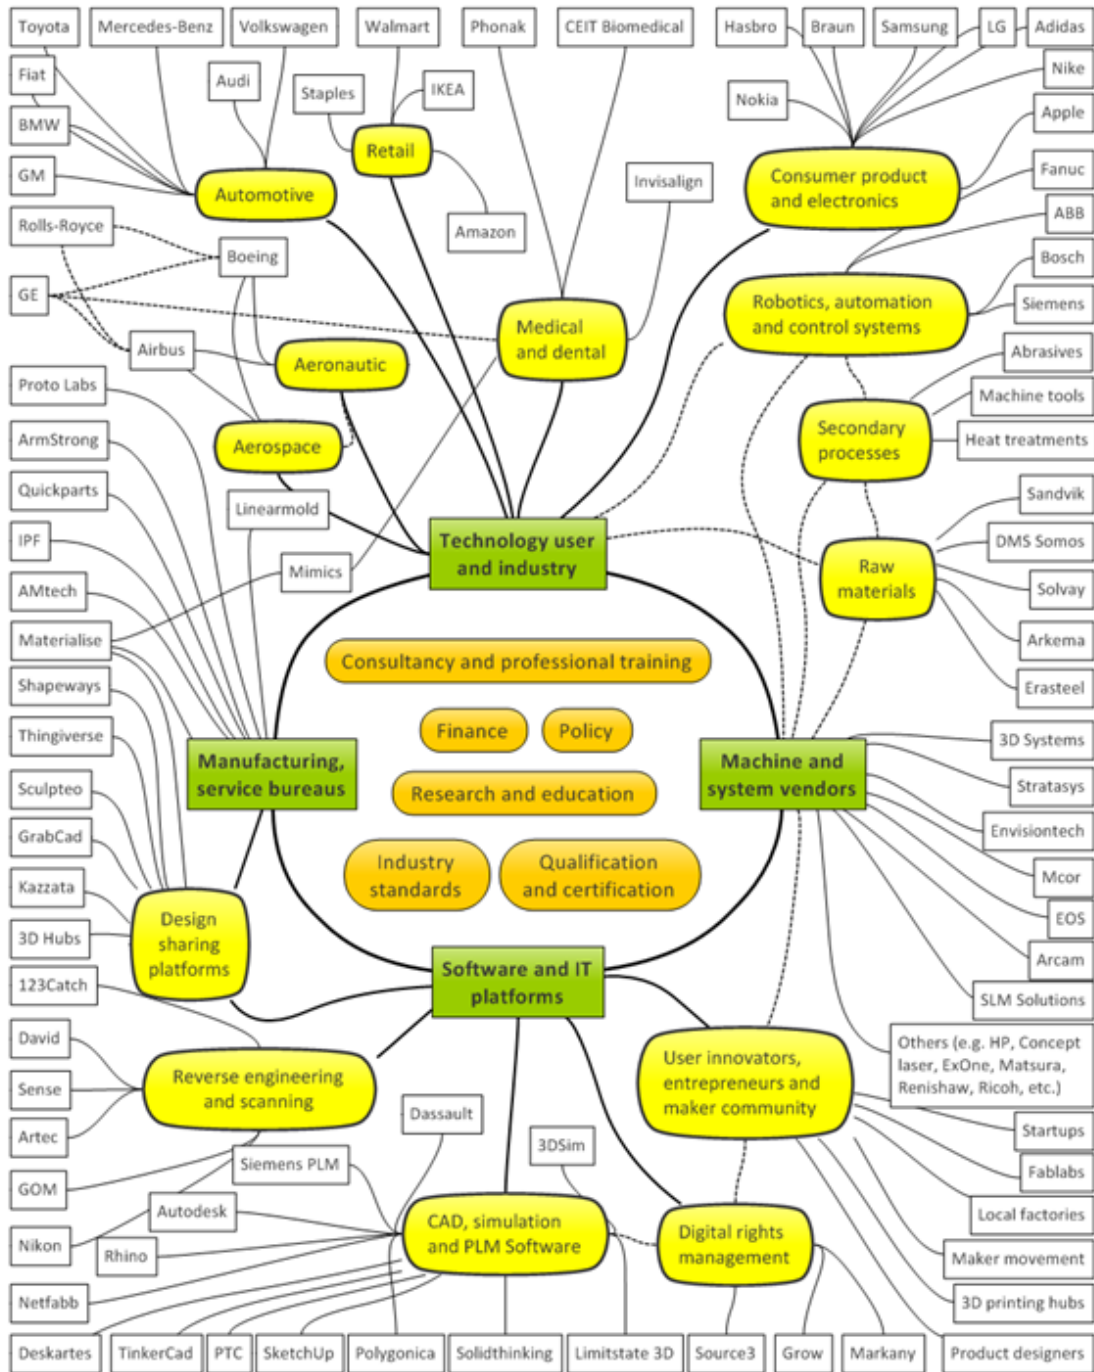 Toyota
Mercedes-Benz
Volkswagen
Walmart
Phonak
CEIT Biomedical
Hasbro
Braun
Samsung
LG
Adidas
Fiat
Audi
Staples
IKEA
Nokia
Nike
BMW
Retail
Apple
GM
Automotive
Invisalign
Consumer product
and electronics
Fanuc
Rolls-Royce
Boeing
Amazon
ABB
GE
Medical
and dental
Robotics, automation
and control systems
Bosch
Siemens
Airbus
Aeronautic
Abrasives
Proto Labs
Machine tools
ArmStrong
Aerospace
Secondary
processes
Heat treatments
Quickparts
Linearmold
Sandvik
IPF
Technology user
and industry
DMS Somos
Mimics
Raw
materials
AMtech
Solvay
Materialise
Consultancy and professional training
Arkema
Shapeways
Erasteel
Thingiverse
Finance
Policy
3D Systems
Manufacturing,
service bureaus
Machine and
system vendors
Sculpteo
Research and education
Stratasys
GrabCad
Envisiontech
Kazzata
Industry
standards
Qualification
and certification
Mcor
3D Hubs
Design
sharing
platforms
EOS
Arcam
123Catch
Software and IT
platforms
SLM Solutions
David
Reverse engineering
and scanning
User innovators,
entrepreneurs and
maker community
Others (e.g. HP, Concept
laser, ExOne, Matsura,
Renishaw, Ricoh, etc.)
Sense
Artec
Dassault
3DSim
Startups
GOM
Siemens PLM
Fablabs
Autodesk
CAD, simulation
and PLM Software
Digital rights
management
Local factories
Nikon
Rhino
Maker movement
Netfabb
3D printing hubs
Deskartes
TinkerCad
PTC
SketchUp
Polygonica
Solidthinking
Limitstate 3D
Source3
Grow
Markany
Product designers